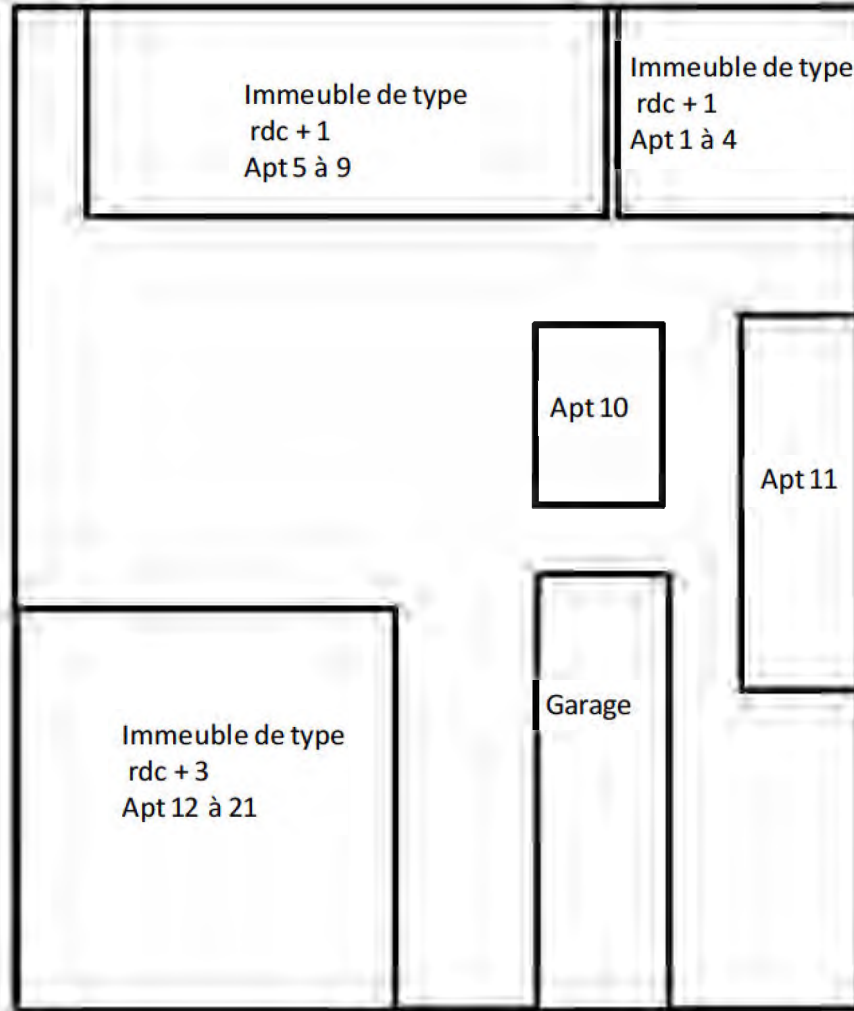 Immeuble de type
rdc + 1
Apt 5 à 9
Immeuble de type
rdc + 1
Apt 1 à 4
Apt 10
Apt 11
Garage
Immeuble de type
rdc + 3
Apt 12 à 21